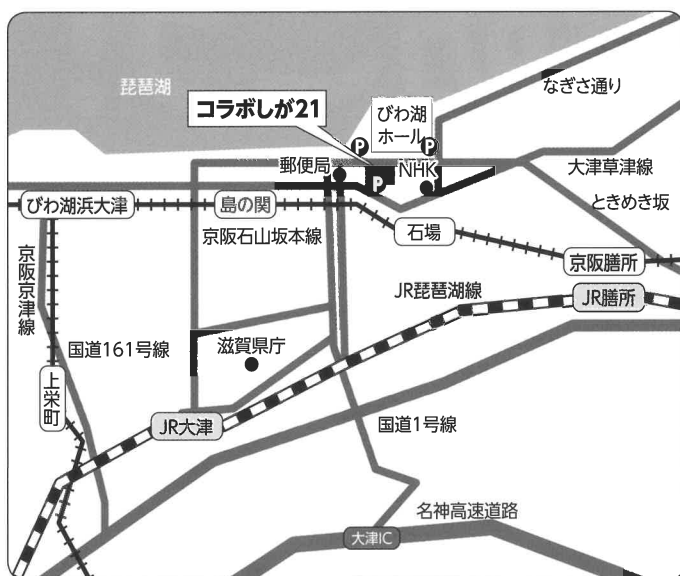 琵琶湖
なぎさ通り
コラボしが21
びわ湖
ホール
P
P
郵便局
NHK
P
大津草津線
ときめき坂
びわ湖浜大津
島の関
京阪石山坂本線
石場
京阪膳所
京阪京津線
JR琵琶湖線
JR膳所
国道161号線
滋賀県庁
上栄町
JR大津
国道1号線
名神高速道路
大津IC